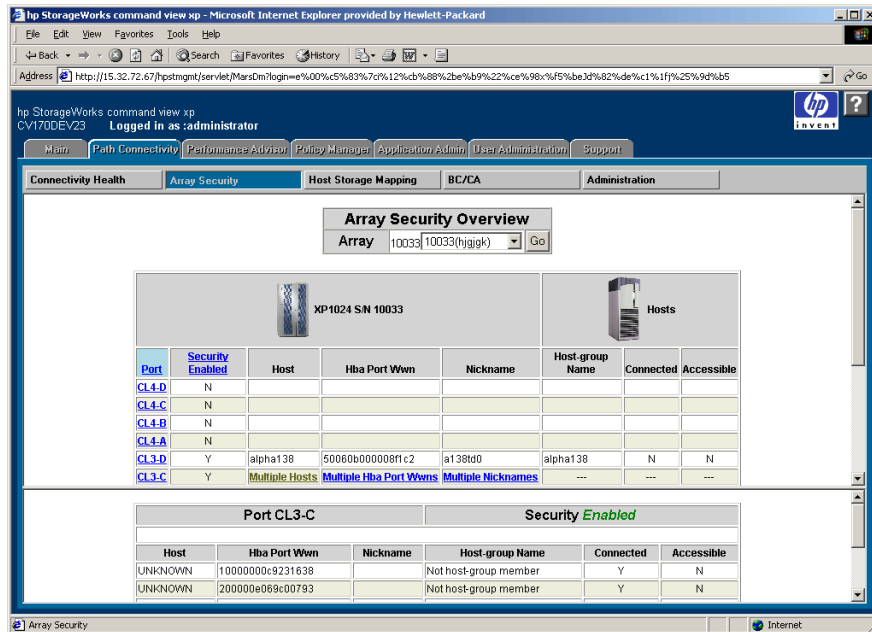 hp StorageWorks command view xp - Microsoft Internet Explorer provided by Hewlett-Packard
File Edit View Favorites Tools Help
Back Search Favorites History
Address http://15.32.72.67/hpstmgmt/servlet/MarsDm?login=e%00%c5%83%7ci%12%cb%88%2be%b9%22%ce%98x%f5%beJd%82%de%c1%1fj%25%9d%b5 Go
hp StorageWorks command view xp
CV170DEV23 Logged in as :administrator
hp invent ?
Main Path Connectivity Performance Advisor Policy Manager Application Admin User Administration Support
Connectivity Health Array Security Host Storage Mapping BC/CA Administration
Array Security Overview
Array 10033 10033(hjgjgk) Go
XP1024 S/N 10033 Hosts
Port Security Enabled Host Hba Port Wwn Nickname Host-group Name Connected Accessible
CL4-D N
CL4-C N
CL4-B N
CL4-A N
CL3-D Y alpha138 50060b000008f1c2 a138td0 alpha138 N N
CL3-C Y Multiple Hosts Multiple Hba Port Wwns Multiple Nicknames --- --- ---
Port CL3-C Security Enabled
Host Hba Port Wwn Nickname Host-group Name Connected Accessible
UNKNOWN 10000000c9231638 Not host-group member Y N
UNKNOWN 200000e069c00793 Not host-group member Y N
Array Security Internet